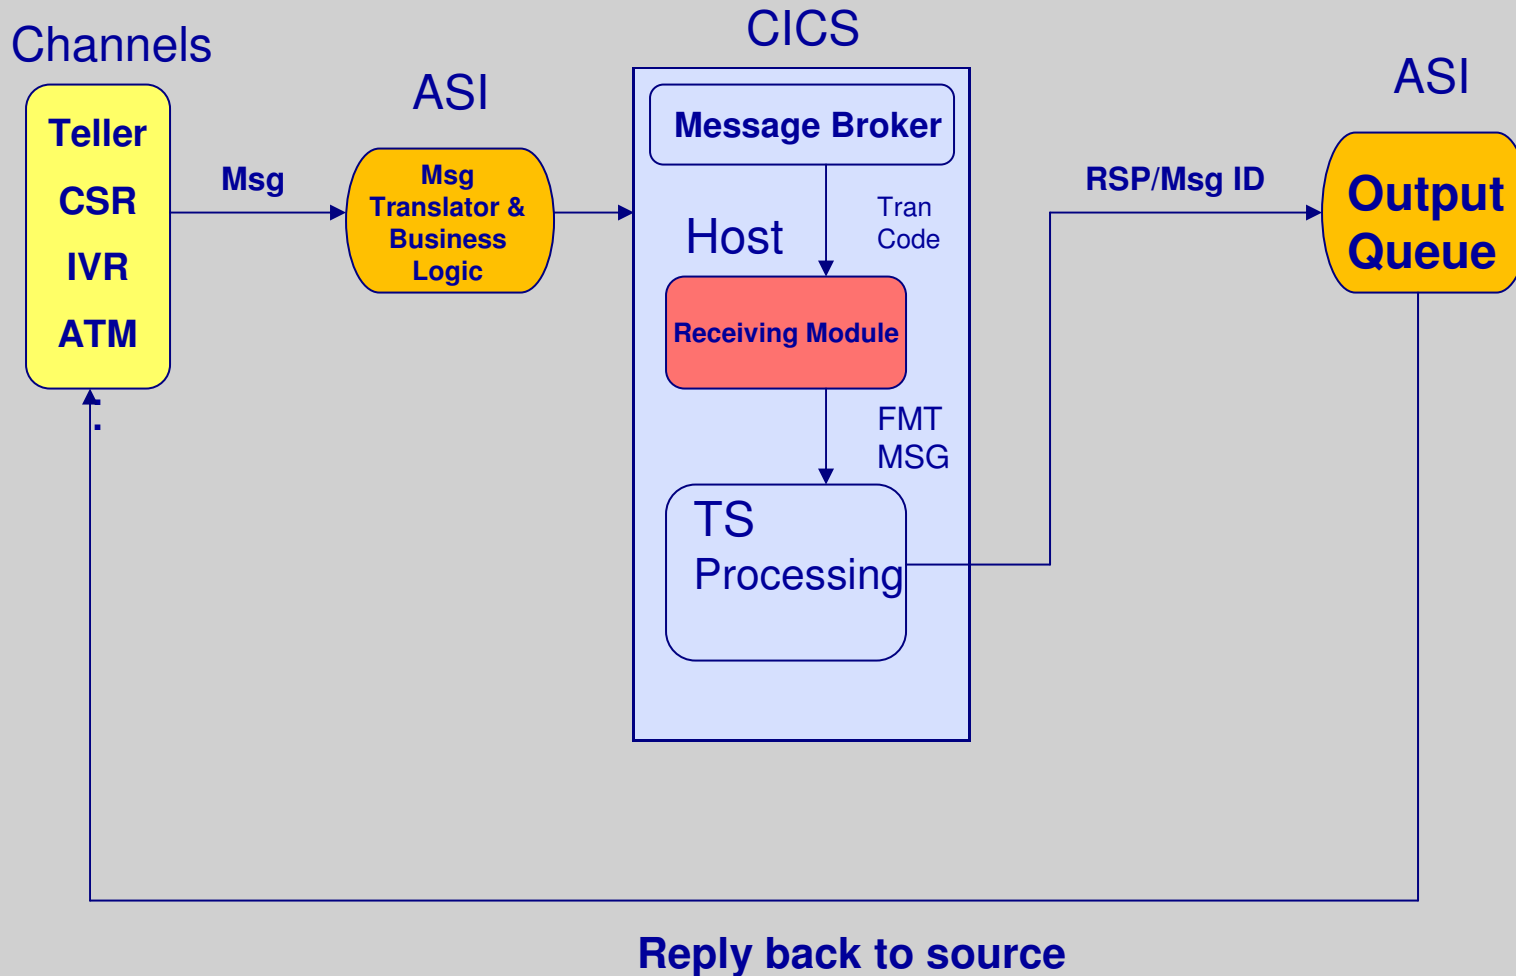 Channels
Teller
CSR
IVR
ATM
:
Msg
ASI
Msg
Translator &
Business
Logic
CICS
Message Broker
Tran
Code
Host
Receiving Module
FMT
MSG
TS
Processing
RSP/Msg ID
ASI
Output
Queue
Reply back to source